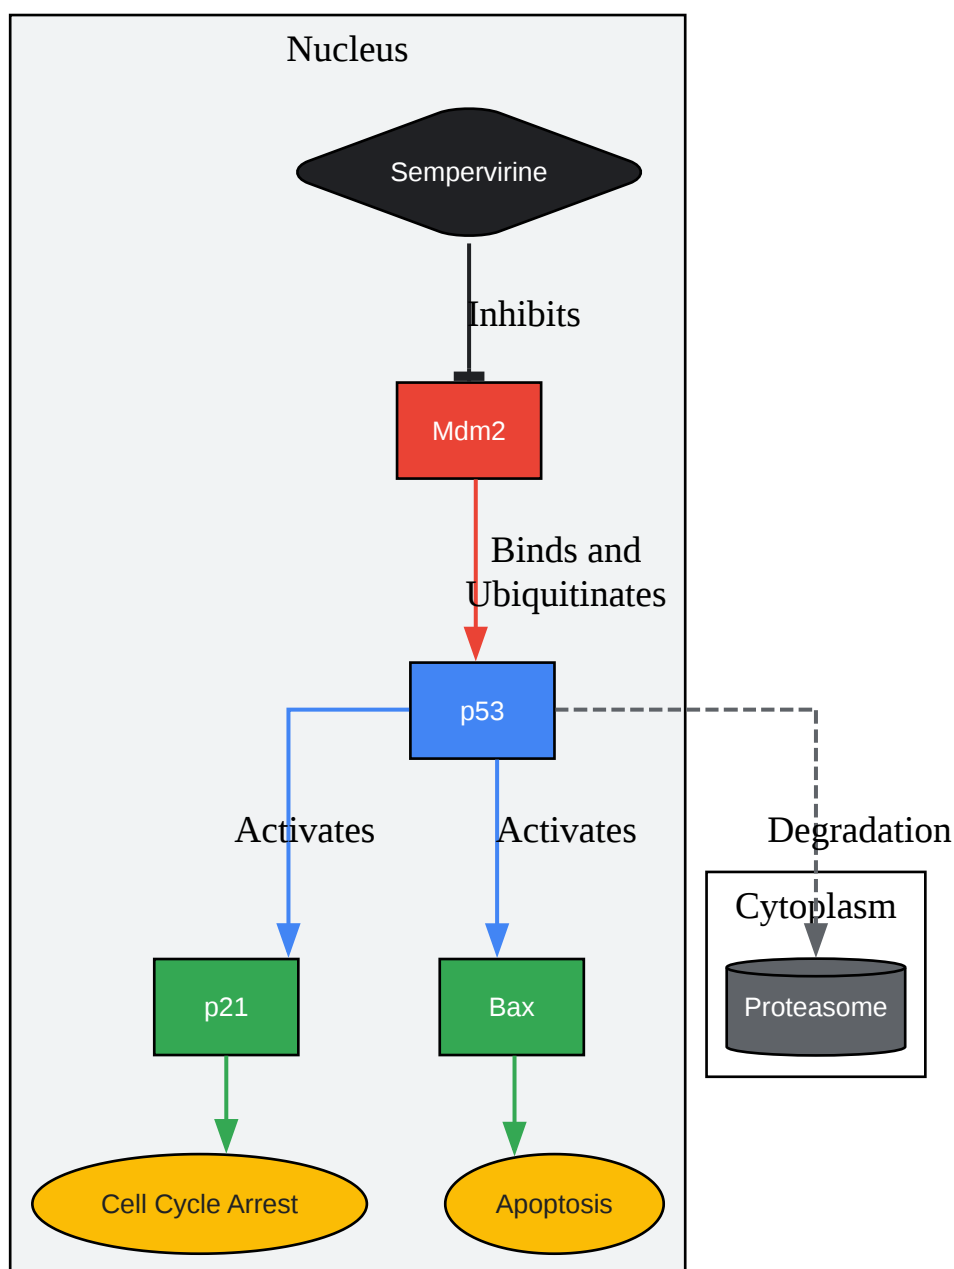 Nucleus
Sempervirine
Inhibits
Mdm2
Binds and
Ubiquitinates
p53
Activates
Activates
Degradation
Cytoplasm
p21
Bax
Proteasome
Cell Cycle Arrest
Apoptosis